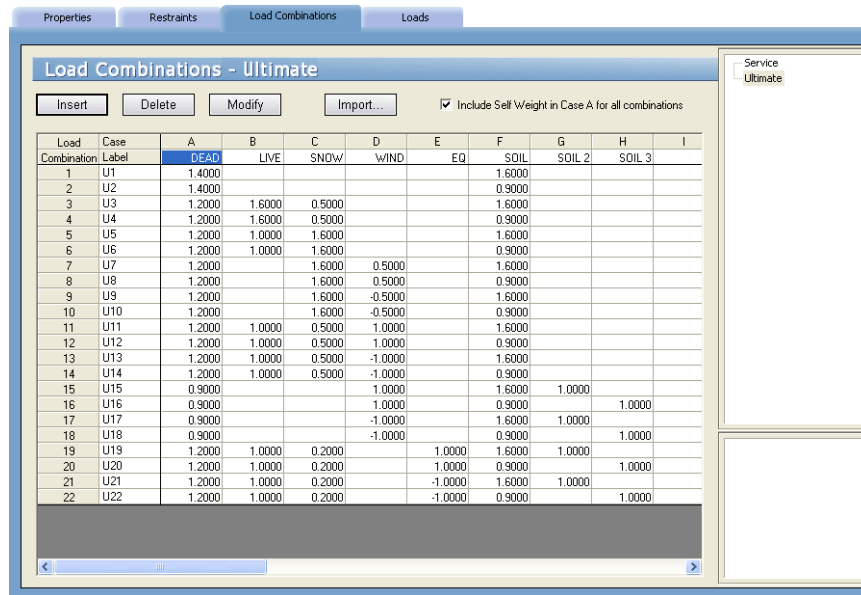 Properties Restraints Load Combinations Loads
Load Combinations - Ultimate
Insert Delete Modify Import... Include Self Weight in Case A for all combinations
Service
Ultimate
Load Case A B C D E F G H I
Combination Label DEAD LIVE SNOW WIND EQ SOIL SOIL 2 SOIL 3
1 U1 1.4000 1.6000
2 U2 1.4000 0.9000
3 U3 1.2000 1.6000 0.5000 1.6000
4 U4 1.2000 1.6000 0.5000 0.9000
5 U5 1.2000 1.0000 1.6000 1.6000
6 U6 1.2000 1.0000 1.6000 0.9000
7 U7 1.2000 1.6000 0.5000 1.6000
8 U8 1.2000 1.6000 0.5000 0.9000
9 U9 1.2000 1.6000 -0.5000 1.6000
10 U10 1.2000 1.6000 -0.5000 0.9000
11 U11 1.2000 1.0000 0.5000 1.0000 1.6000
12 U12 1.2000 1.0000 0.5000 1.0000 0.9000
13 U13 1.2000 1.0000 0.5000 -1.0000 1.6000
14 U14 1.2000 1.0000 0.5000 -1.0000 0.9000
15 U15 0.9000 1.0000 1.6000 1.0000
16 U16 0.9000 1.0000 0.9000 1.0000
17 U17 0.9000 -1.0000 1.6000 1.0000
18 U18 0.9000 -1.0000 0.9000 1.0000
19 U19 1.2000 1.0000 0.2000 1.0000 1.6000 1.0000
20 U20 1.2000 1.0000 0.2000 1.0000 0.9000 1.0000
21 U21 1.2000 1.0000 0.2000 -1.0000 1.6000 1.0000
22 U22 1.2000 1.0000 0.2000 -1.0000 0.9000 1.0000